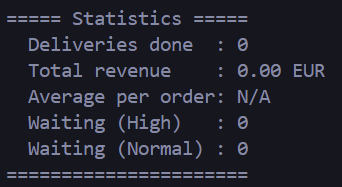 ===== Statistics =====
  Deliveries done  : 0
  Total revenue    : 0.00 EUR
  Average per order: N/A
  Waiting (High)   : 0
  Waiting (Normal) : 0
======================